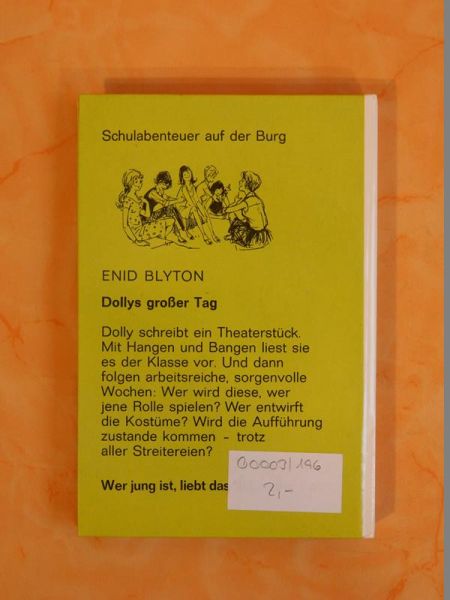 Schulabenteuer auf der Burg
ENID BLYTON
Dollys großer Tag
Dolly schreibt ein Theaterstück.
Mit Hangen und Bangen liest sie
es der Klasse vor. Und dann
folgen arbeitsreiche, sorgenvolle
Wochen: Wer wird diese, wer
jene Rolle spielen? Wer entwirft
die Kostüme? Wird die Aufführung
zustande kommen – trotz
aller Streitereien?
00003/196
2,-
Wer jung ist, liebt das